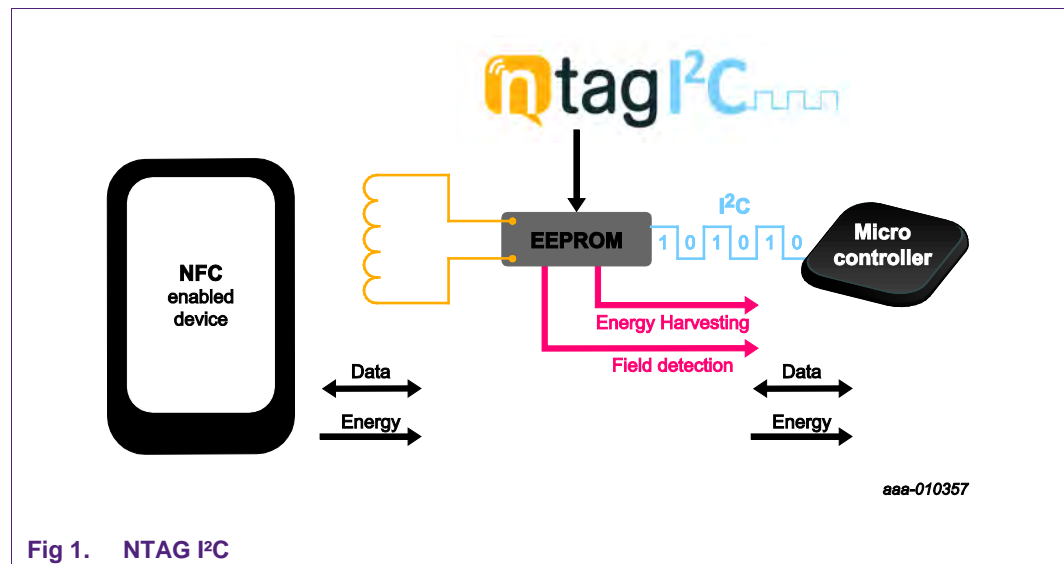 ntag I²C
I²C
EEPROM
1 0 1 0 1 0
Micro
controller
NFC
enabled
device
Energy Harvesting
Field detection
Data
Energy
Data
Energy
aaa-010357
Fig 1. NTAG I²C